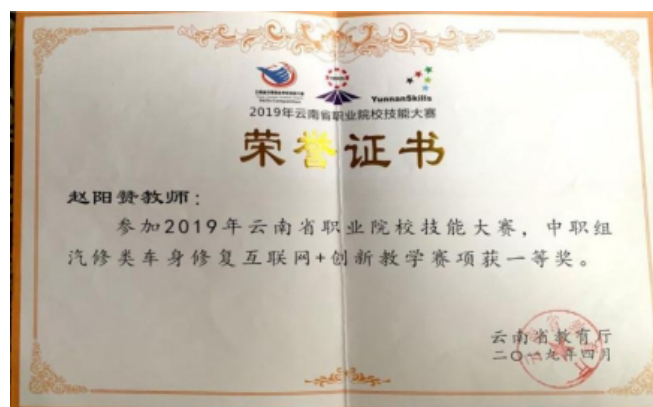 YunnanSkills
2019年云南省职业院校技能大赛
荣誉证书
赵阳赞教师：
参加2019年云南省职业院校技能大赛，中职组
汽修类车身修复互联网+创新教学赛项获一等奖。
云南省教育厅
二〇一九年四月